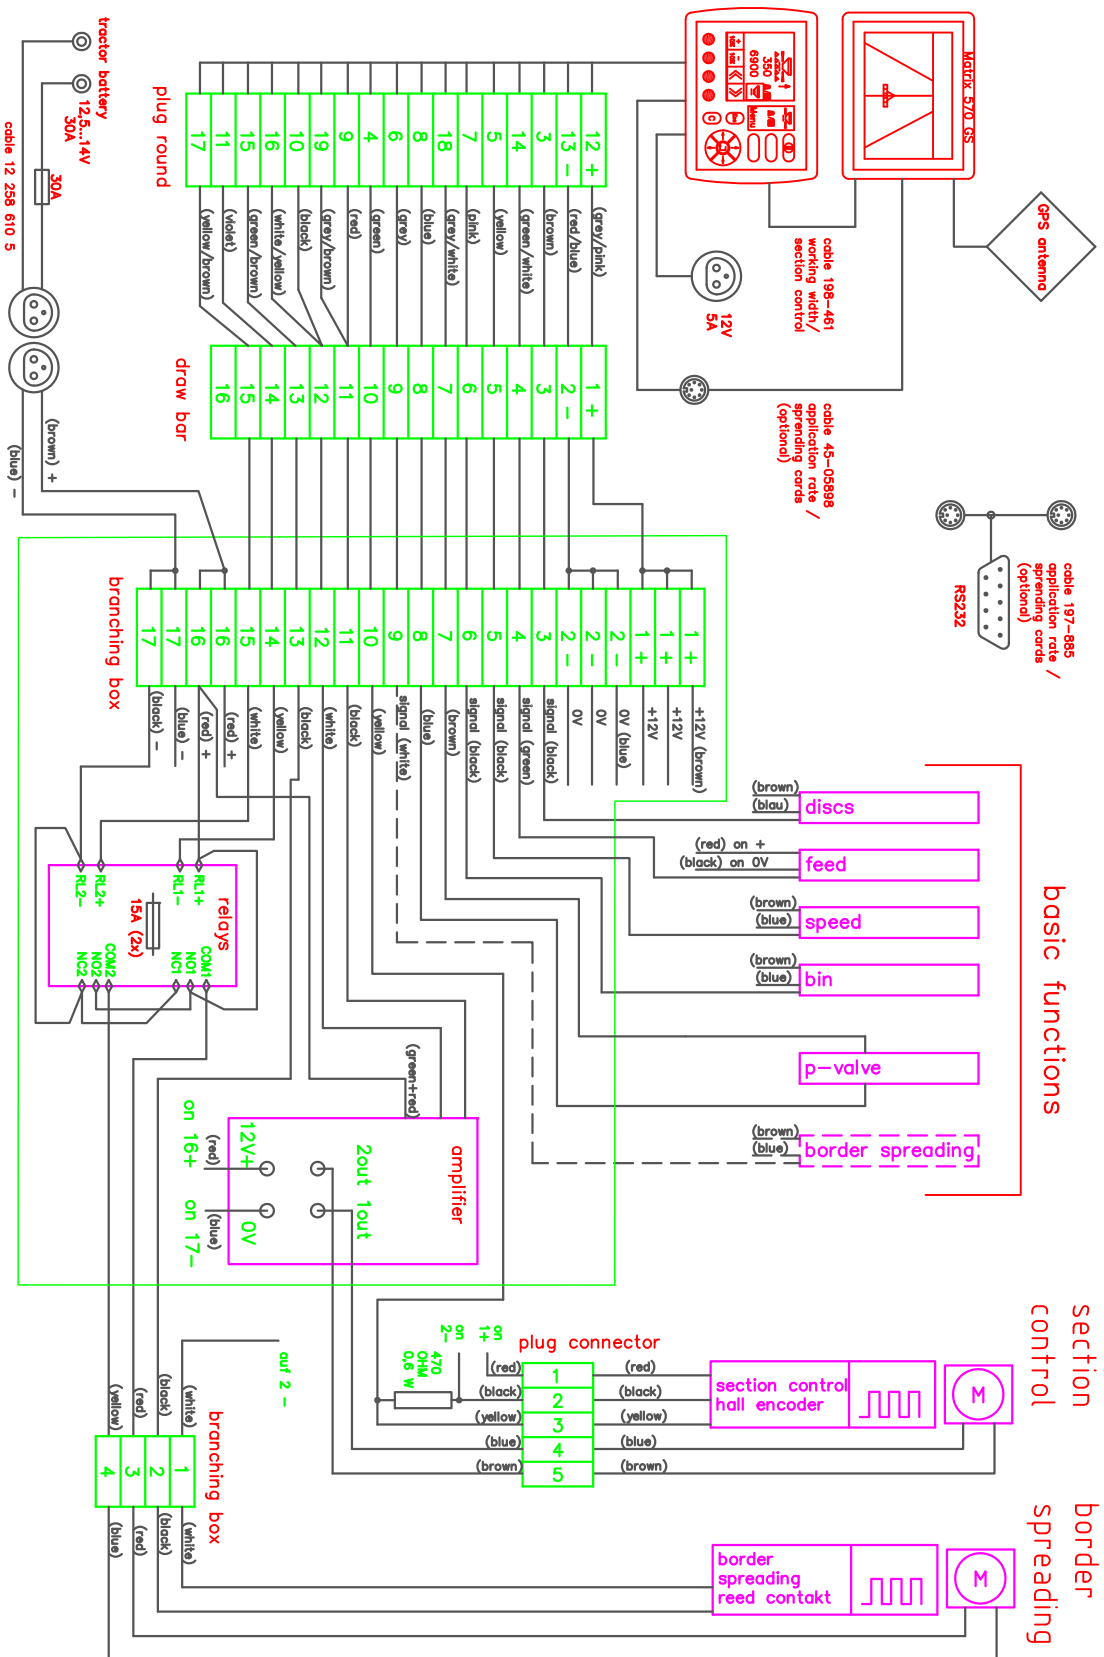 Matrix 570 GS
350
6900
+
10%
-
10%
Menu
C
GPS antenna
cable 198-461
working width/
section control
12V
5A
cable 45-05898
application rate /
sprending cards
(optional)
cable 197-885
application rate /
sprending cards
(optional)
RS232
tractor battery
12,5...14V
30A
30A
cable 12 258 610 5
(brown) +
(blue) -
plug round
17
11
15
16
10
19
9
4
6
8
18
7
5
14
3
13 -
12 +
(yellow/brown)
(violet)
(green/brown)
(white/yellow)
(black)
(grey/brown)
(red)
(green)
(grey)
(blue)
(grey/white)
(pink)
(yellow)
(green/white)
(brown)
(red/blue)
(grey/pink)
draw bar
16
15
14
13
12
11
10
9
8
7
6
5
4
3
2 -
1 +
branching box
17
17
16
16
15
14
13
12
11
10
9
8
7
6
5
4
3
2 -
2 -
2 -
1 +
1 +
1 +
(black) -
(blue) -
(red) +
(red) +
(white)
(yellow)
(black)
(white)
(black)
(yellow)
signal (white)
(blue)
(brown)
signal (black)
signal (black)
signal (green)
signal (black)
0V
0V
0V (blue)
+12V
+12V
+12V (brown)
basic functions
(brown)
(blau)
discs
(red) on +
(black) on 0V
feed
(brown)
(blue)
speed
(brown)
(blue)
bin
p-valve
(brown)
(blue)
border spreading
relays
RL2-
RL2+
RL1-
RL1+
15A (2x)
NC2
NO2
COM2
NC1
NO1
COM1
(green+red)
amplifier
12V+
0V
2out 1out
on 16+
(red)
on 17-
(blue)
section
control
plug connector
on
1+
on
2-
470
OHM
0,6 W
(red)
(black)
(yellow)
(blue)
(brown)
1
2
3
4
5
(red)
(black)
(yellow)
(blue)
(brown)
section control
hall encoder
M
auf 2 -
branching box
(yellow)
(red)
(black)
(white)
4
3
2
1
(blue)
(red)
(black)
(white)
border
spreading
border
spreading
reed contakt
M